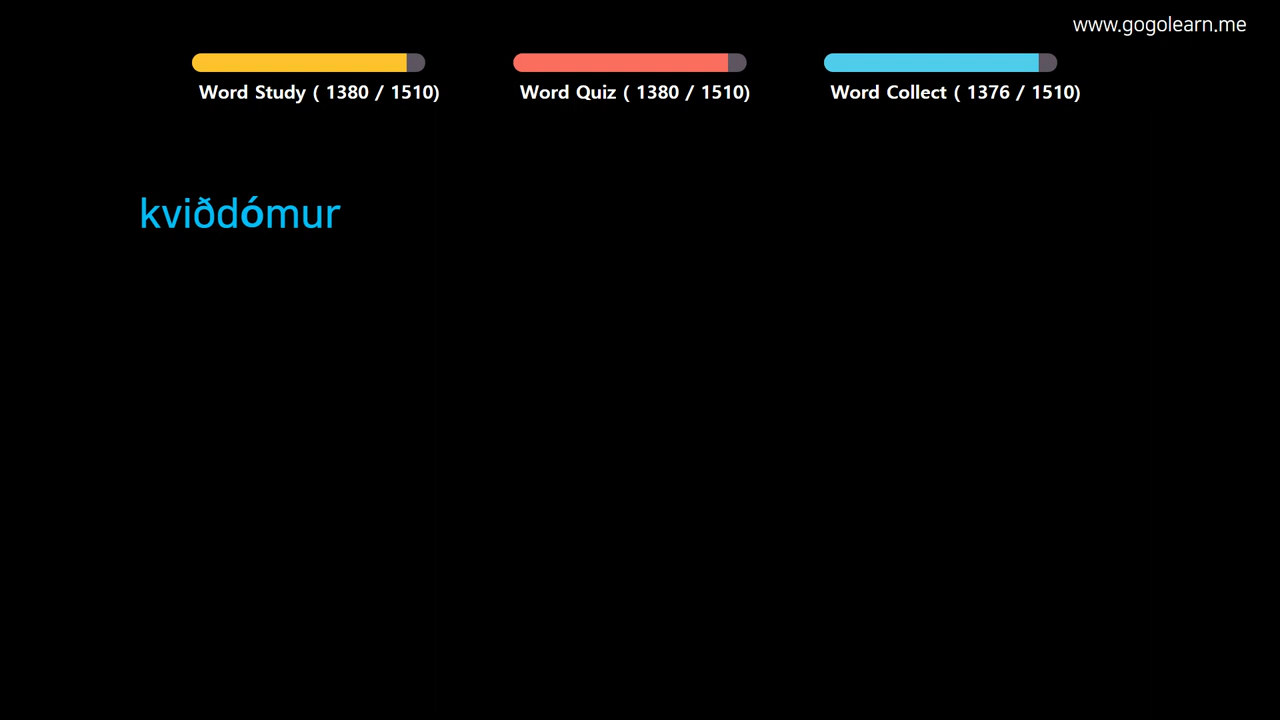 www.gogolearn.me
Word Study ( 1380 / 1510)
Word Quiz ( 1380 / 1510)
Word Collect ( 1376 / 1510)
kviðdómur